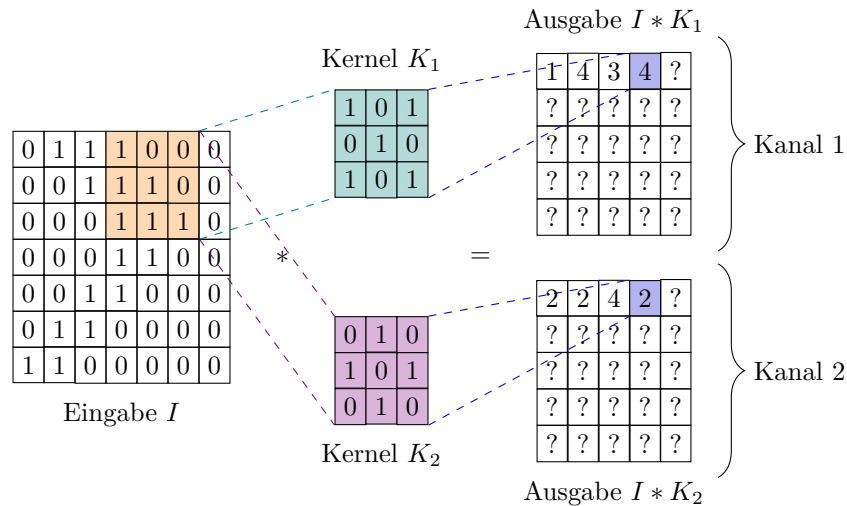 Ausgabe I ∗ K₁
Kernel K₁
1 4 3 4 ?
? ? ? ? ?
? ? ? ? ?
? ? ? ? ?
? ? ? ? ?
Kanal 1
1 0 1
0 1 0
1 0 1
0 1 1 1 0 0 0
0 0 1 1 1 0 0
0 0 0 1 1 1 0
0 0 0 1 1 0 0
0 0 1 1 0 0 0
0 1 1 0 0 0 0
1 1 0 0 0 0 0
Eingabe I
∗
=
0 1 0
1 0 1
0 1 0
Kernel K₂
2 2 4 2 ?
? ? ? ? ?
? ? ? ? ?
? ? ? ? ?
? ? ? ? ?
Kanal 2
Ausgabe I ∗ K₂